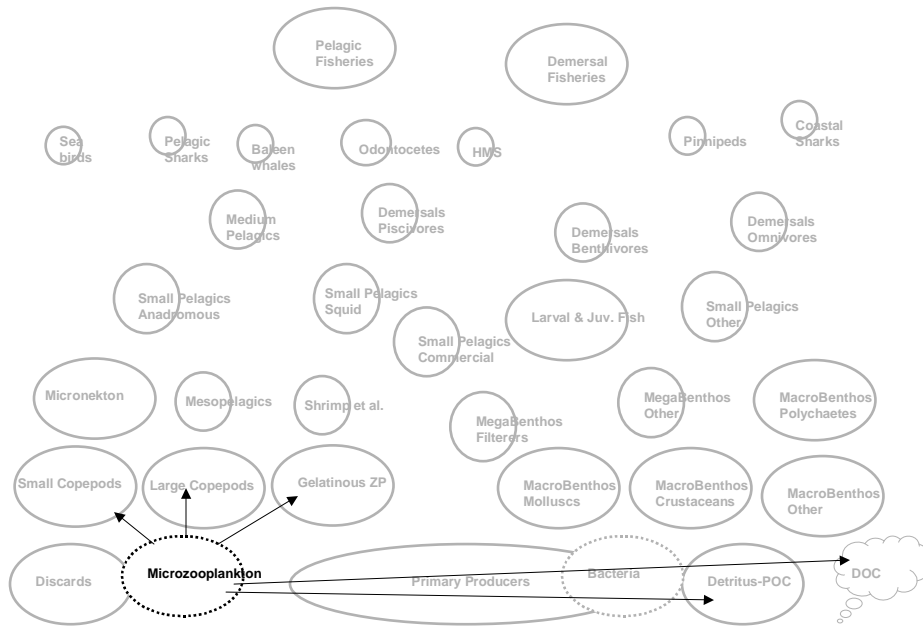 Pelagic
Fisheries
Demersal
Fisheries
Sea
birds
Pelagic
Sharks
Baleen
whales
Odontocetes
HMS
Pinnipeds
Coastal
Sharks
Medium
Pelagics
Demersals
Piscivores
Demersals
Benthivores
Demersals
Omnivores
Small Pelagics
Anadromous
Small Pelagics
Squid
Small Pelagics
Commercial
Larval & Juv. Fish
Small Pelagics
Other
Micronekton
Mesopelagics
Shrimp et al.
MegaBenthos
Filterers
MegaBenthos
Other
MacroBenthos
Polychaetes
Small Copepods
Large Copepods
Gelatinous ZP
MacroBenthos
Molluscs
MacroBenthos
Crustaceans
MacroBenthos
Other
Discards
Microzooplankton
Primary Producers
Bacteria
Detritus-POC
DOC